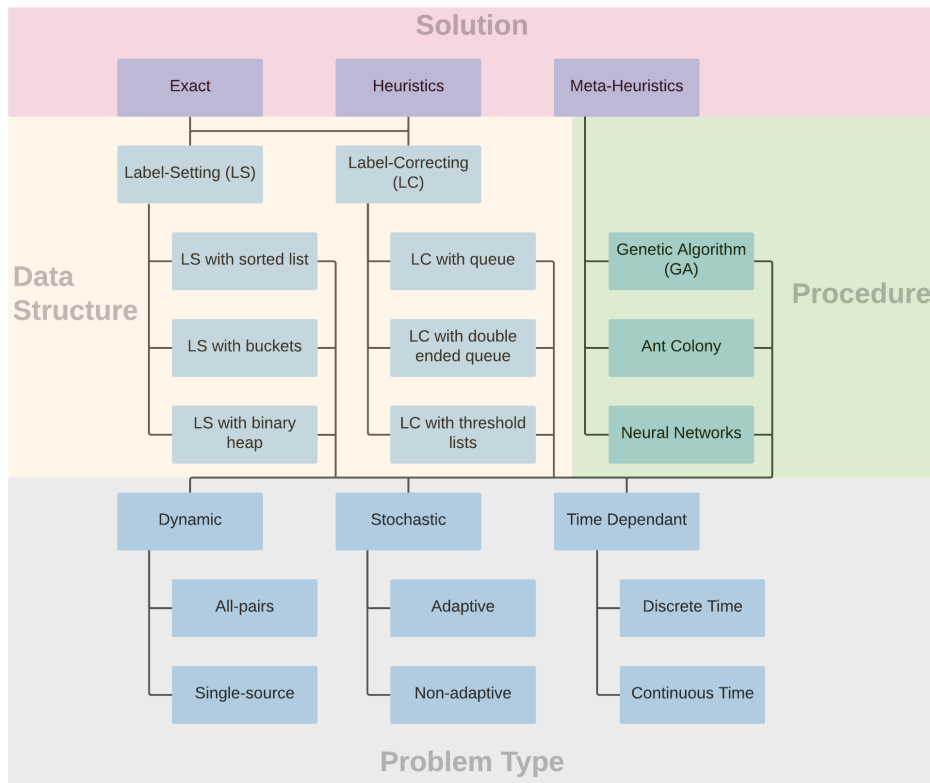 Solution
Exact
Heuristics
Meta-Heuristics
Label-Setting (LS)
Label-Correcting
(LC)
LS with sorted list
LC with queue
Genetic Algorithm
(GA)
Data
Structure
Procedure
LS with buckets
LC with double
ended queue
Ant Colony
LS with binary
heap
LC with threshold
lists
Neural Networks
Dynamic
Stochastic
Time Dependant
All-pairs
Adaptive
Discrete Time
Single-source
Non-adaptive
Continuous Time
Problem Type